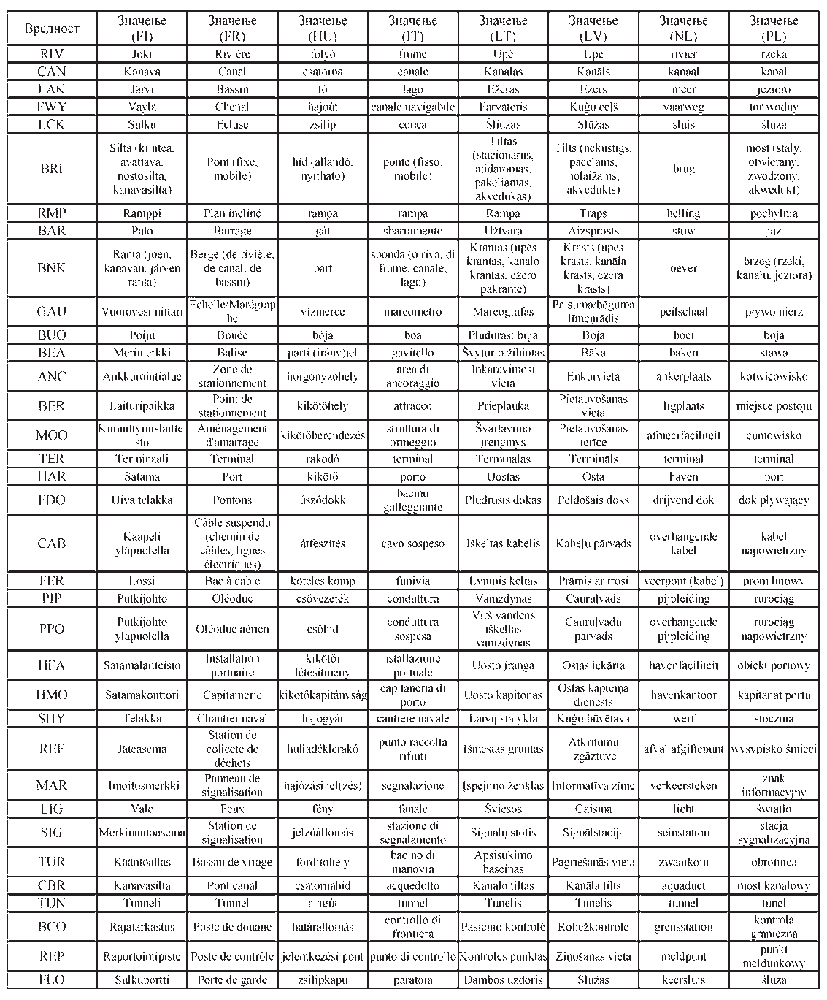 Вредност | Значење (FI) | Значење (FR) | Значење (HU) | Значење (IT) | Значење (LT) | Значење (LV) | Значење (NL) | Значење (PL)
RIV | Joki | Rivière | folyó | fiume | Upė | Upe | rivier | rzeka
CAN | Kanava | Canal | csatorna | canale | Kanalas | Kanāls | kanaal | kanał
LAK | Järvi | Bassin | tó | lago | Ežeras | Ezers | meer | jezioro
FWY | Väylä | Chenal | hajóút | canale navigabile | Farvateris | Kuģu ceļš | vaarweg | tor wodny
LCK | Sulku | Écluse | zsilip | conca | Šliuzas | Slūžas | sluis | śluza
BRI | Silta (kiinteä, avattava, nostosilta, kanavasilta) | Pont (fixe, mobile) | híd (állandó, nyitható) | ponte (fisso, mobile) | Tiltas (stacionarus, atidaromas, pakeliamas, akvedukas) | Tilts (nekustīgs, paceļams, nolaižams, akvedukts) | brug | most (stały, otwierany, zwodzony, akwedukt)
RMP | Ramppi | Plan incliné | rámpa | rampa | Rampa | Traps | helling | pochylnia
BAR | Pato | Barrage | gát | sbarramento | Užtvara | Aizsprosts | stuw | jaz
BNK | Ranta (joen, kanavan, järven ranta) | Berge (de rivière, de canal, de bassin) | part | sponda (o riva, di fiume, canale, lago) | Krantas (upės krantas, kanalo krantas, ežero pakrantė) | Krasts (upes krasts, kanāla krasts, ezera krasts) | oever | brzeg (rzeki, kanału, jeziora)
GAU | Vuorovesimittari | Échelle/Marégraphe | vízmérce | mareometro | Mareografas | Paisuma/bēguma līmeņrādis | peilschaal | pływomierz
BUO | Poiju | Bouée | bója | boa | Plūduras: buja | Boja | boei | boja
BEA | Merimerkki | Balise | parti (irány)jel | gavitello | Švyturio žibintas | Bāka | baken | stawa
ANC | Ankkurointialue | Zone de stationnement | horgonyzóhely | area di ancoraggio | Inkaravimosi vieta | Enkurvieta | ankerplaats | kotwicowisko
BER | Laituripaikka | Point de stationnement | kikötőhely | attracco | Prieplauka | Pietauvošanas vieta | ligplaats | miejsce postoju
MOO | Kiinnittymislaitteisto | Aménagement d'amarrage | kikötőberendezés | struttura di ormeggio | Švartavimo įrenginys | Pietauvošanas ierīce | afmeerfaciliteit | cumowisko
TER | Terminaali | Terminal | rakodó | terminal | Terminalas | Termināls | terminal | terminal
HAR | Satama | Port | kikötő | porto | Uostas | Osta | haven | port
FDO | Uiva telakka | Pontons | úszódokk | bacino galleggiante | Plūdrusis dokas | Peldošais doks | drijvend dok | dok pływający
CAB | Kaapeli yläpuolella | Câble suspendu (chemin de câbles, lignes électriques) | átfeszítés | cavo sospeso | Iškeltas kabelis | Kabeļu pārvads | overhangende kabel | kabel napowietrzny
FER | Lossi | Bac à cable | köteles komp | funivia | Lyninis keltas | Prāmis ar trosi | veerpont (kabel) | prom linowy
PIP | Putkijohto | Oléoduc | csővezeték | conduttura | Vamzdynas | Cauruļvads | pijpleiding | rurociąg
PPO | Putkijohto yläpuolella | Oléoduc aérien | csőhíd | conduttura sospesa | Virš vandens iškeltas vamzdynas | Cauruļvadu pārvads | overhangende pijpleiding | rurociąg napowietrzny
HFA | Satamalaitteisto | Installation portuaire | kikötői létesítmény | istallazione portuale | Uosto įranga | Ostas iekārta | havenfaciliteit | obiekt portowy
HMO | Satamakonttori | Capitainerie | kikötőkapitányság | capitaneria di porto | Uosto kapitonas | Ostas kapteiņa dienests | havenkantoor | kapitanat portu
SHY | Telakka | Chantier naval | hajógyár | cantiere navale | Laivų statykla | Kuģu būvētava | werf | stocznia
REF | Jäteasema | Station de collecte de déchets | hulladéklerakó | punto raccolta rifiuti | Išmestas gruntas | Atkritumu izgāztuve | afval afgiftepunt | wysypisko śmieci
MAR | Ilmoitusmerkki | Panneau de signalisation | hajózási jel(zés) | segnalazione | Įspėjimo ženklas | Informatīva zīme | verkeersteken | znak informacyjny
LIG | Valo | Feux | fény | fanale | Šviesos | Gaisma | licht | światło
SIG | Merkinantoasema | Station de signalisation | jelzőállomás | stazione di segnalamento | Signalų stotis | Signālstacija | seinstation | stacja sygnalizacyjna
TUR | Kääntöallas | Bassin de virage | fordítóhely | bacino di manovra | Apsisukimo baseinas | Pagriešanās vieta | zwaaikom | obrotnica
CBR | Kanavasilta | Pont canal | csatornahíd | acquedotto | Kanalo tiltas | Kanāla tilts | aquaduct | most kanałowy
TUN | Tunneli | Tunnel | alagút | tunnel | Tunelis | Tunelis | tunnel | tunel
BCO | Rajatarkastus | Poste de douane | határállomás | controllo di frontiera | Pasienio kontrolė | Robežkontrole | grensstation | kontrola graniczna
REP | Raportointipiste | Poste de contrôle | jelentkezési pont | punto di controllo | Kontrolės punktas | Ziņošanas vieta | meldpunt | punkt meldunkowy
FLO | Sulkuportti | Porte de garde | zsilipkapu | paratoia | Dambos uždoris | Slūžas | keersluis | śluza